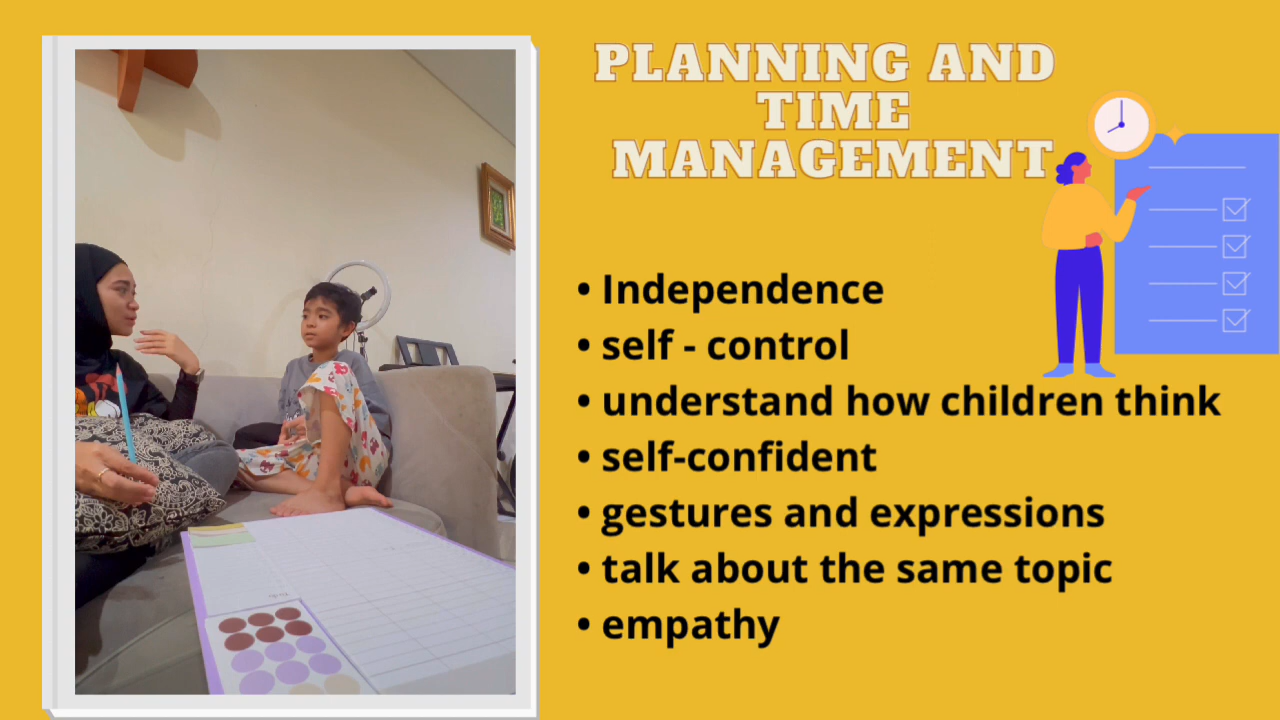 PLANNING AND
TIME
MANAGEMENT
• Independence
• self - control
• understand how children think
• self-confident
• gestures and expressions
• talk about the same topic
• empathy